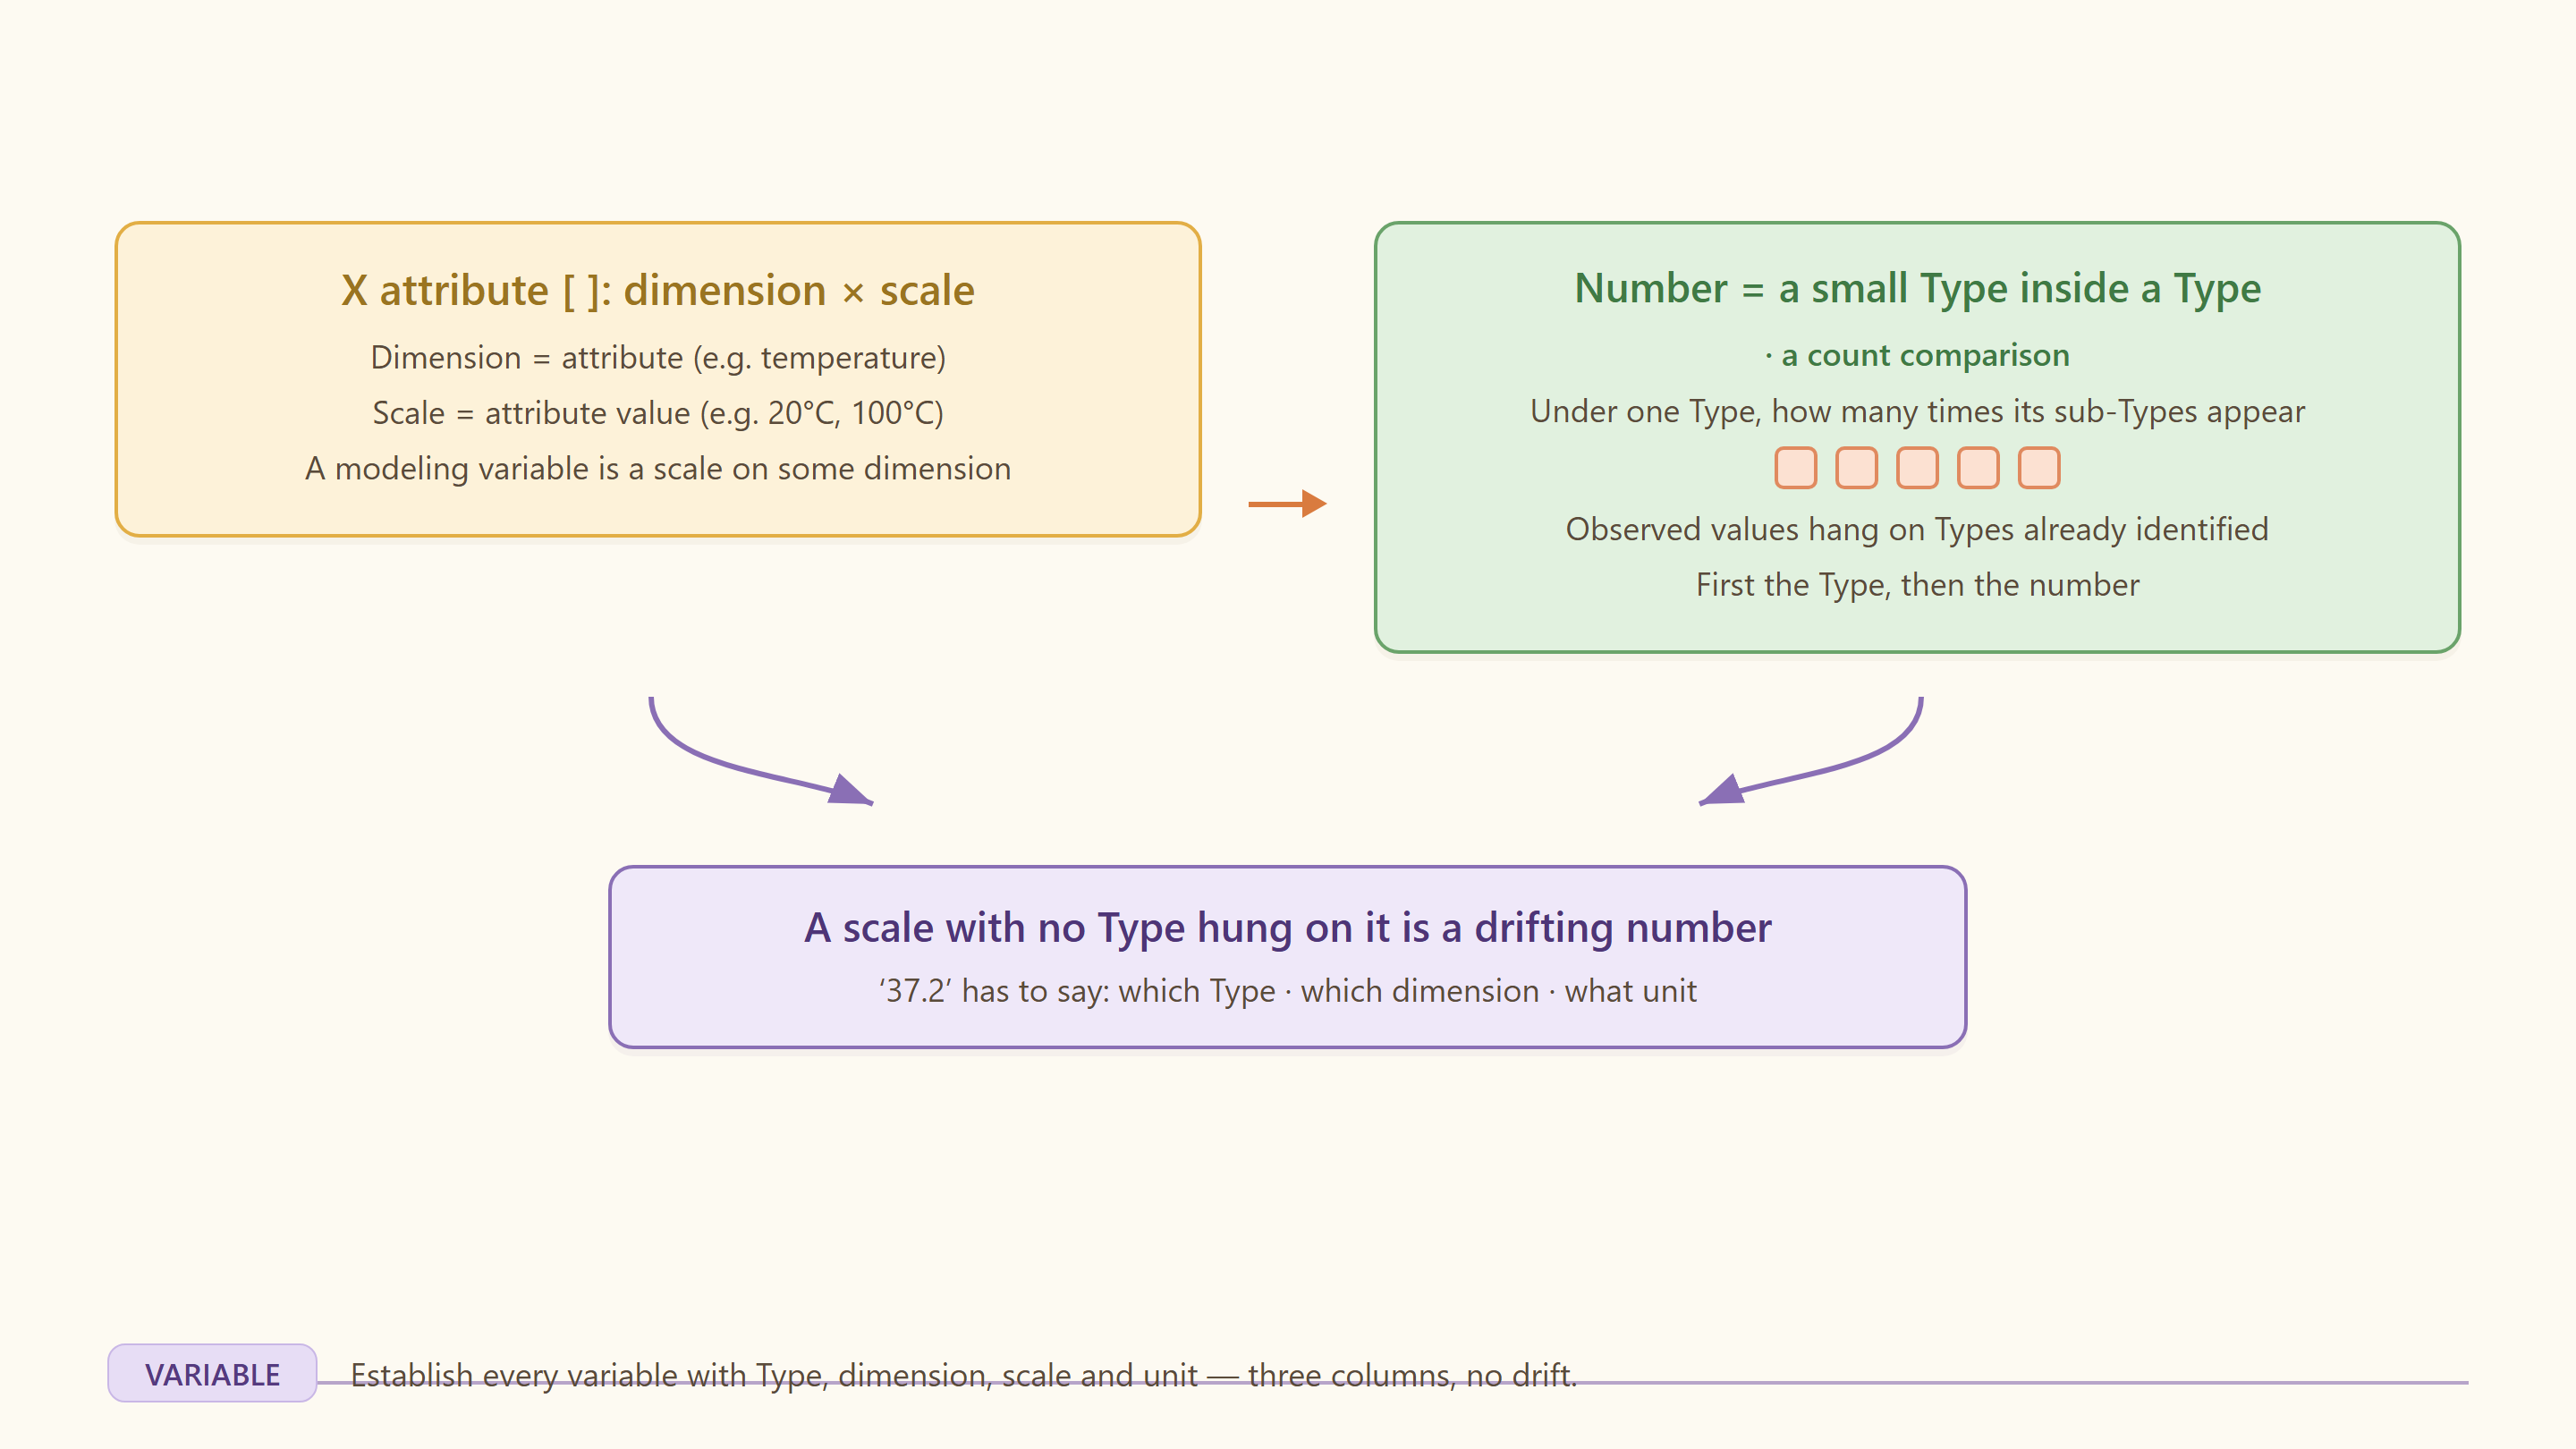 X attribute [ ]: dimension × scale
Dimension = attribute (e.g. temperature)
Scale = attribute value (e.g. 20°C, 100°C)
A modeling variable is a scale on some dimension
Number = a small Type inside a Type
· a count comparison
Under one Type, how many times its sub-Types appear
Observed values hang on Types already identified
First the Type, then the number
A scale with no Type hung on it is a drifting number
‘37.2’ has to say: which Type · which dimension · what unit
VARIABLE
Establish every variable with Type, dimension, scale and unit — three columns, no drift.